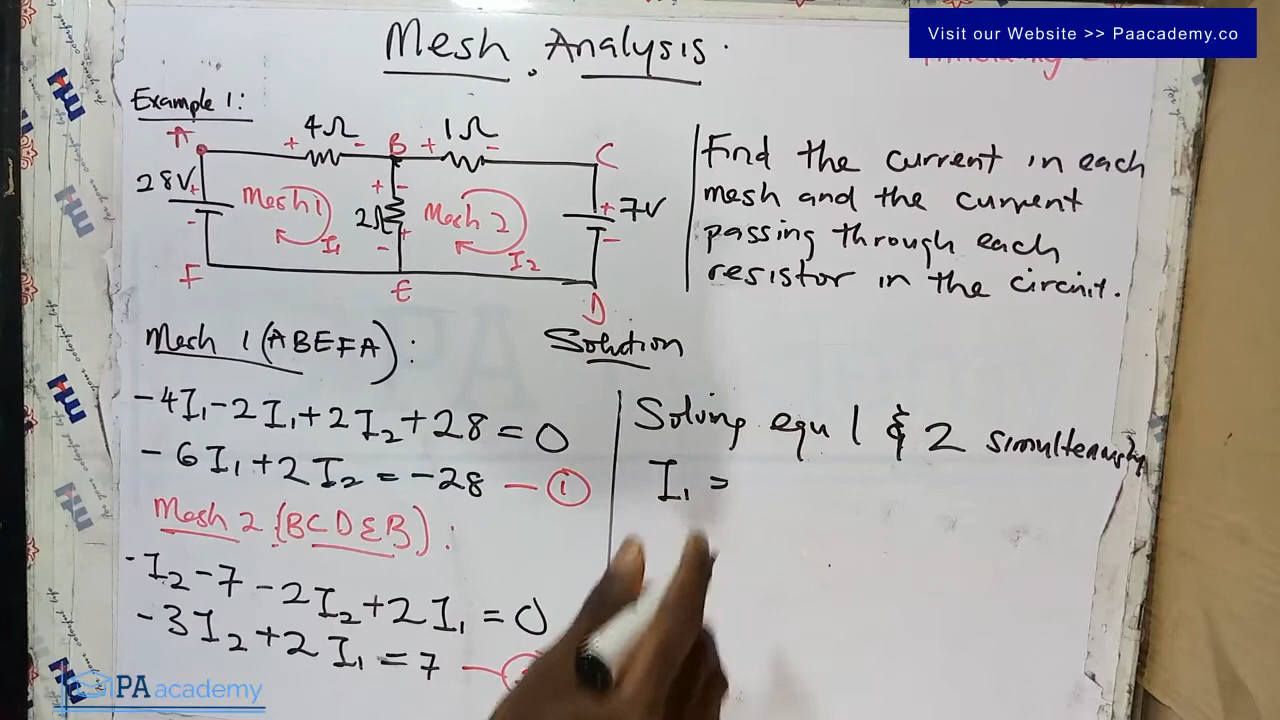 Visit our Website >> Paacademy.co
Mesh Analysis.
Example 1:
A
4Ω
B
1Ω
C
+ -
+ -
28V
+
-
Mesh 1
I₁
+ -
2Ω
+
-
Mesh 2
I₂
+
7V
-
F
E
D
Find the current in each
mesh and the current
passing through each
resistor in the circuit.
Mesh 1 (ABEFA):
-4I₁-2I₁+2I₂+28=0
-6I₁+2I₂=-28 — ①
Mesh 2 (BCDEB):
-I₂-7-2I₂+2I₁=0
-3I₂+2I₁=7 —
Solution
Solving equ 1 & 2 simultenously
I₁ =
PA academy